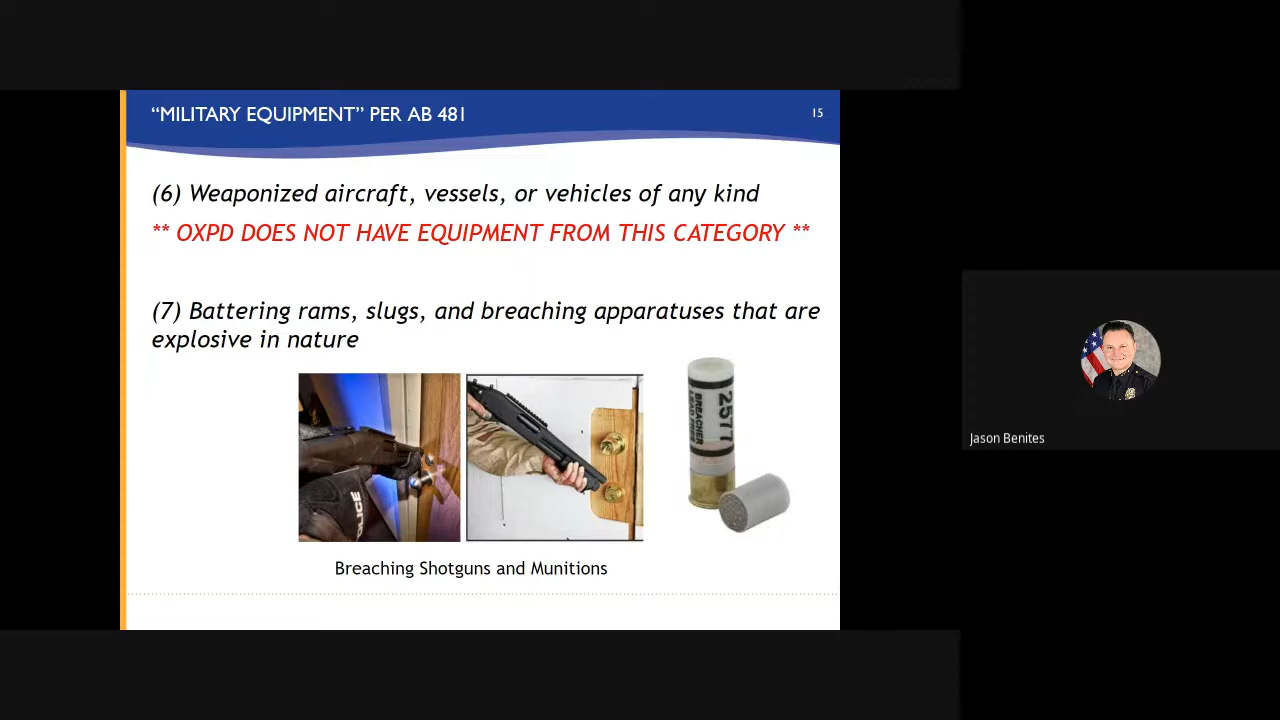 “MILITARY EQUIPMENT” PER AB 481
15
(6) Weaponized aircraft, vessels, or vehicles of any kind
** OXPD DOES NOT HAVE EQUIPMENT FROM THIS CATEGORY **
(7) Battering rams, slugs, and breaching apparatuses that are
explosive in nature
2577
BREACHER
Breaching Shotguns and Munitions
Jason Benites